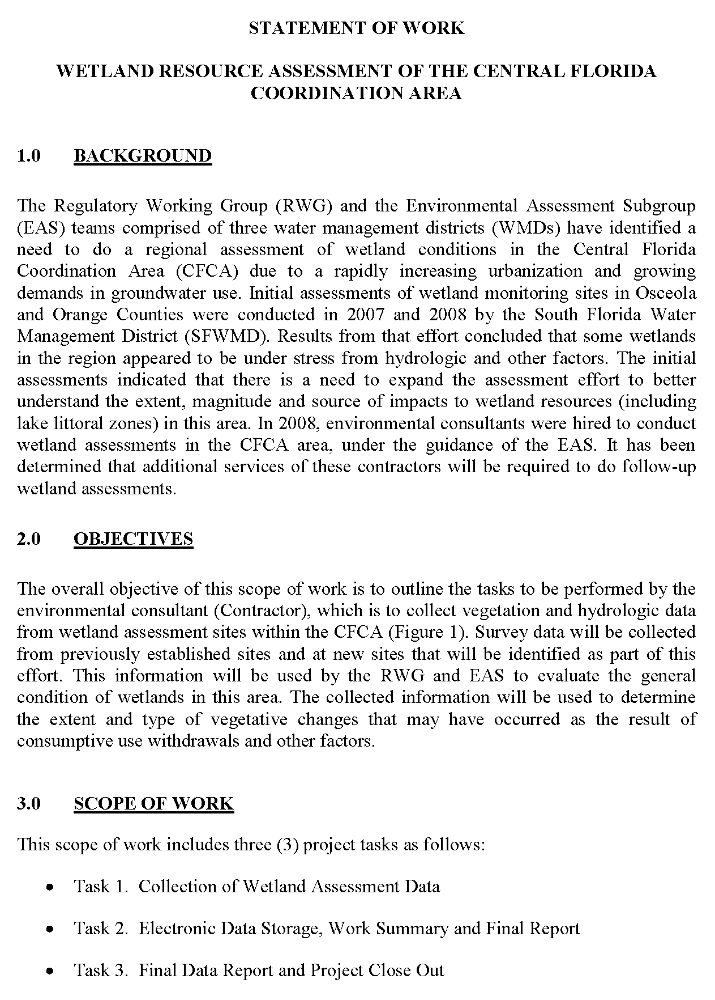 STATEMENT OF WORK
WETLAND RESOURCE ASSESSMENT OF THE CENTRAL FLORIDA
COORDINATION AREA
1.0 BACKGROUND
The Regulatory Working Group (RWG) and the Environmental Assessment Subgroup
(EAS) teams comprised of three water management districts (WMDs) have identified a
need to do a regional assessment of wetland conditions in the Central Florida
Coordination Area (CFCA) due to a rapidly increasing urbanization and growing
demands in groundwater use. Initial assessments of wetland monitoring sites in Osceola
and Orange Counties were conducted in 2007 and 2008 by the South Florida Water
Management District (SFWMD). Results from that effort concluded that some wetlands
in the region appeared to be under stress from hydrologic and other factors. The initial
assessments indicated that there is a need to expand the assessment effort to better
understand the extent, magnitude and source of impacts to wetland resources (including
lake littoral zones) in this area. In 2008, environmental consultants were hired to conduct
wetland assessments in the CFCA area, under the guidance of the EAS. It has been
determined that additional services of these contractors will be required to do follow-up
wetland assessments.
2.0 OBJECTIVES
The overall objective of this scope of work is to outline the tasks to be performed by the
environmental consultant (Contractor), which is to collect vegetation and hydrologic data
from wetland assessment sites within the CFCA (Figure 1). Survey data will be collected
from previously established sites and at new sites that will be identified as part of this
effort. This information will be used by the RWG and EAS to evaluate the general
condition of wetlands in this area. The collected information will be used to determine
the extent and type of vegetative changes that may have occurred as the result of
consumptive use withdrawals and other factors.
3.0 SCOPE OF WORK
This scope of work includes three (3) project tasks as follows:
• Task 1. Collection of Wetland Assessment Data
• Task 2. Electronic Data Storage, Work Summary and Final Report
• Task 3. Final Data Report and Project Close Out